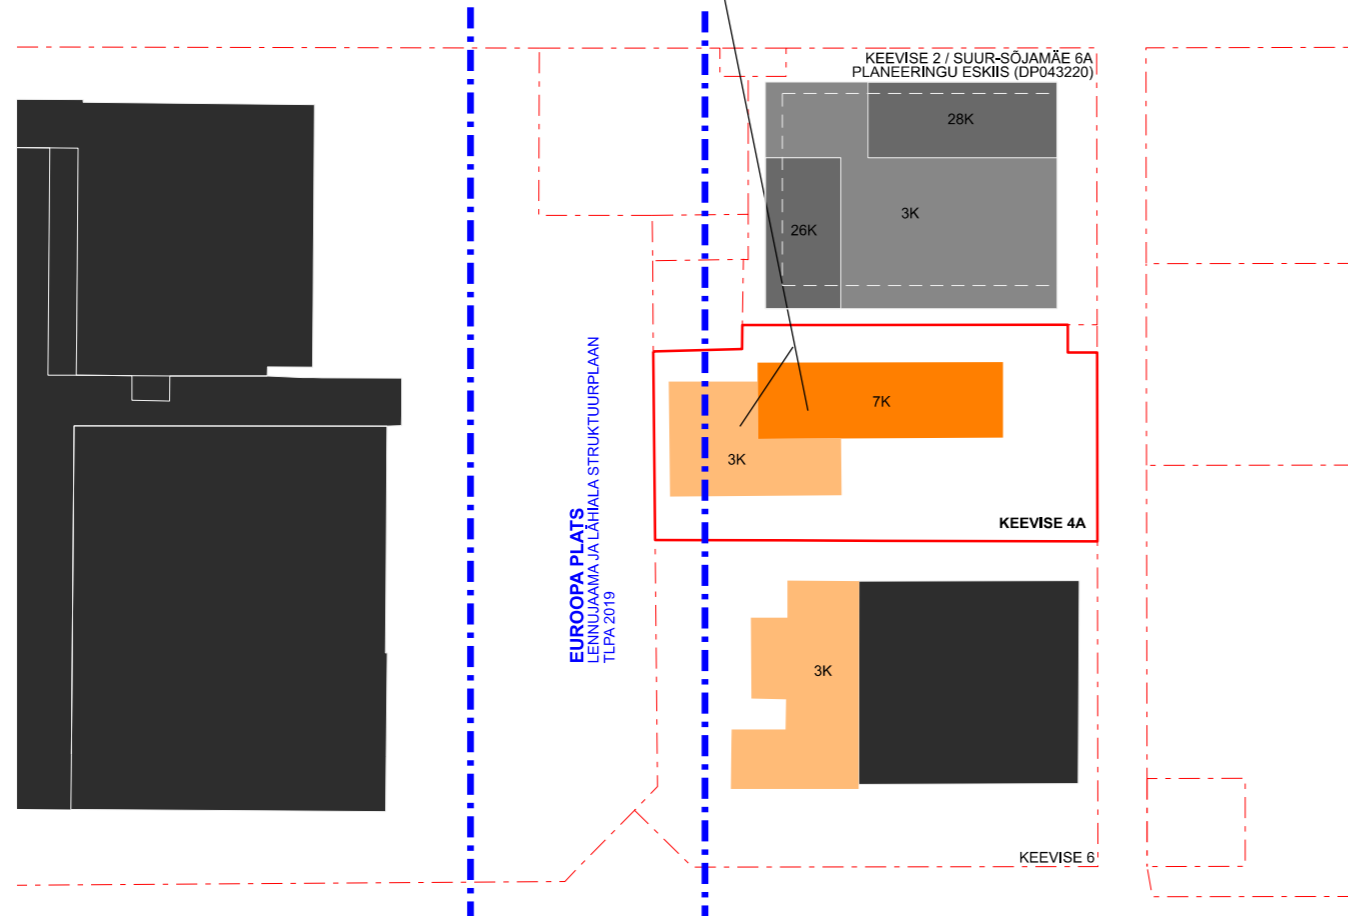 KEEVISE 2 / SUUR-SÕJAMÄE 6A
PLANEERINGU ESKIIS (DP043220)
28K
3K
26K
7K
3K
KEEVISE 4A
EUROOPA PLATS
LENNUJAAMA JA LÄHIALA STRUKTUURPLAAN
TLPA 2019
3K
KEEVISE 6